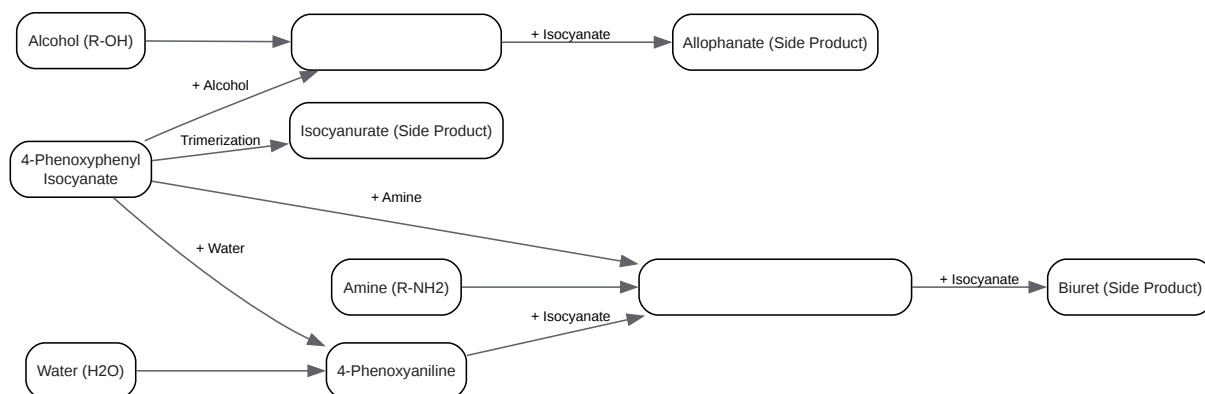 Alcohol (R-OH)
+ Isocyanate
Allophanate (Side Product)
+ Alcohol
Trimerization
Isocyanurate (Side Product)
4-Phenoxyphenyl
Isocyanate
+ Amine
+ Water
Amine (R-NH2)
+ Isocyanate
Biuret (Side Product)
+ Isocyanate
Water (H2O)
4-Phenoxyaniline